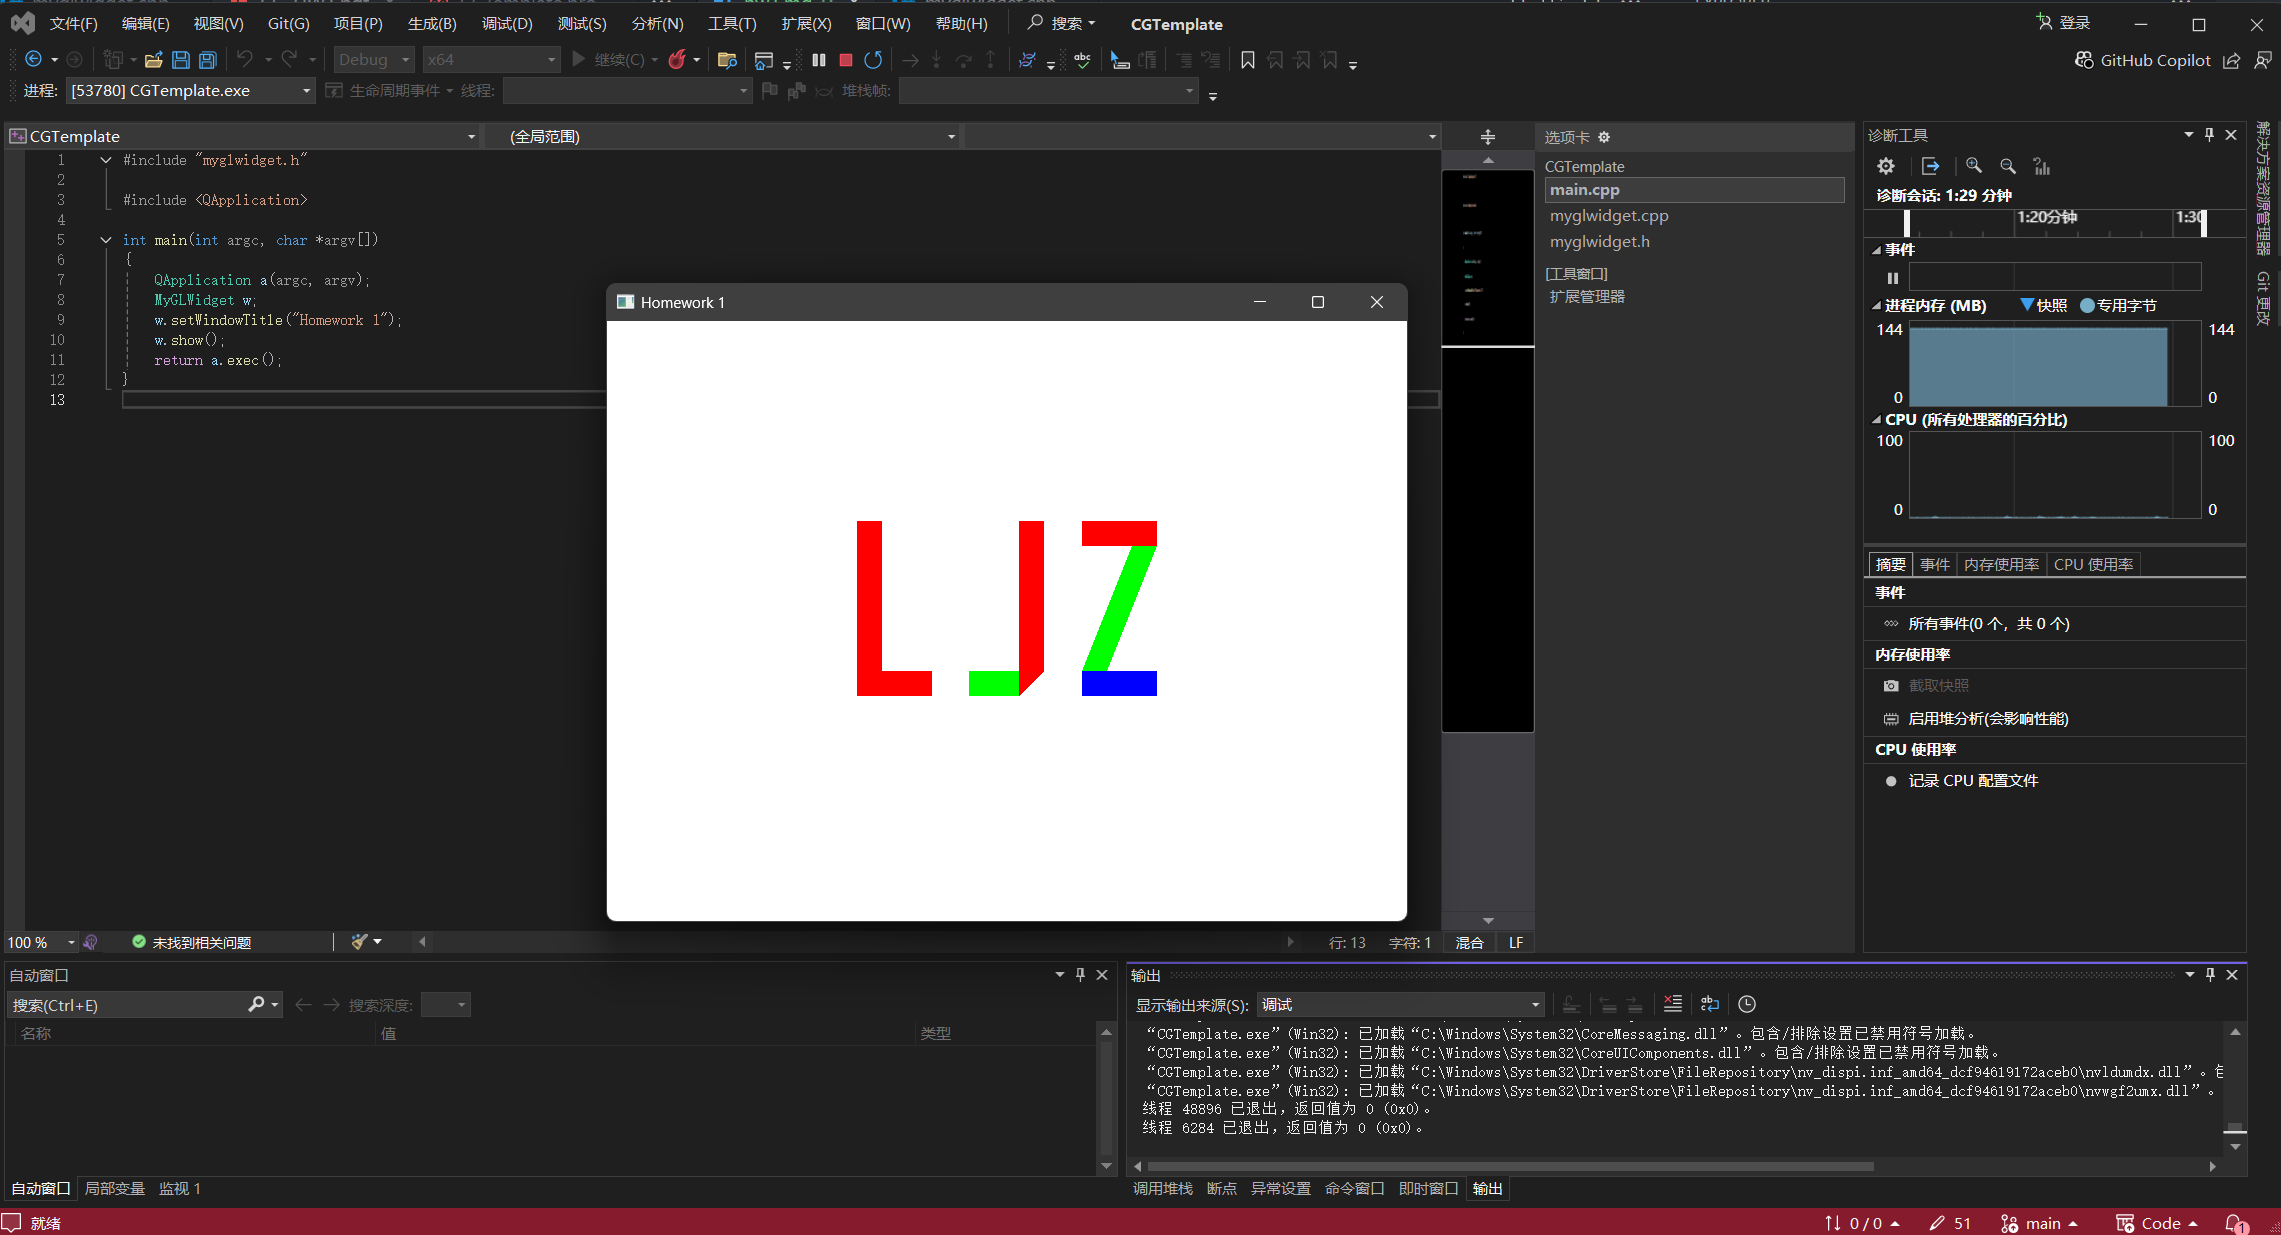 文件(F) 编辑(E) 视图(V) Git(G) 项目(P) 生成(B) 调试(D) 测试(S) 分析(N) 工具(T) 扩展(X) 窗口(W) 帮助(H) 搜索 CGTemplate 登录
Debug x64 继续(C) GitHub Copilot
进程: [53780] CGTemplate.exe 生命周期事件 线程: 堆栈帧:
CGTemplate (全局范围)
1 #include "myglwidget.h"
2
3 #include <QApplication>
4
5 int main(int argc, char *argv[])
6 {
7 QApplication a(argc, argv);
8 MyGLWidget w;
9 w.setWindowTitle("Homework 1");
10 w.show();
11 return a.exec();
12 }
13
Homework 1
LJZ
选项卡
CGTemplate
main.cpp
myglwidget.cpp
myglwidget.h
[工具窗口]
扩展管理器
诊断工具
诊断会话: 1:29 分钟
1:20分钟 1:30
事件
进程内存 (MB) 快照 专用字节
144 144
0 0
CPU (所有处理器的百分比)
100 100
0 0
摘要 事件 内存使用率 CPU 使用率
事件
所有事件(0 个，共 0 个)
内存使用率
截取快照
启用堆分析(会影响性能)
CPU 使用率
记录 CPU 配置文件
解决方案资源管理器
Git 更改
100 % 未找到相关问题 行: 13 字符: 1 混合 LF
自动窗口
搜索(Ctrl+E) 搜索深度:
名称 值 类型
自动窗口 局部变量 监视 1
输出
显示输出来源(S): 调试
“CGTemplate.exe”(Win32): 已加载“C:\Windows\System32\CoreMessaging.dll”。包含/排除设置已禁用符号加载。
“CGTemplate.exe”(Win32): 已加载“C:\Windows\System32\CoreUIComponents.dll”。包含/排除设置已禁用符号加载。
“CGTemplate.exe”(Win32): 已加载“C:\Windows\System32\DriverStore\FileRepository\nv_dispi.inf_amd64_dcf94619172aceb0\nvldumdx.dll”。包
“CGTemplate.exe”(Win32): 已加载“C:\Windows\System32\DriverStore\FileRepository\nv_dispi.inf_amd64_dcf94619172aceb0\nvwgf2umx.dll”。
线程 48896 已退出，返回值为 0 (0x0)。
线程 6284 已退出，返回值为 0 (0x0)。
调用堆栈 断点 异常设置 命令窗口 即时窗口 输出
就绪 0 / 0 51 main Code 1